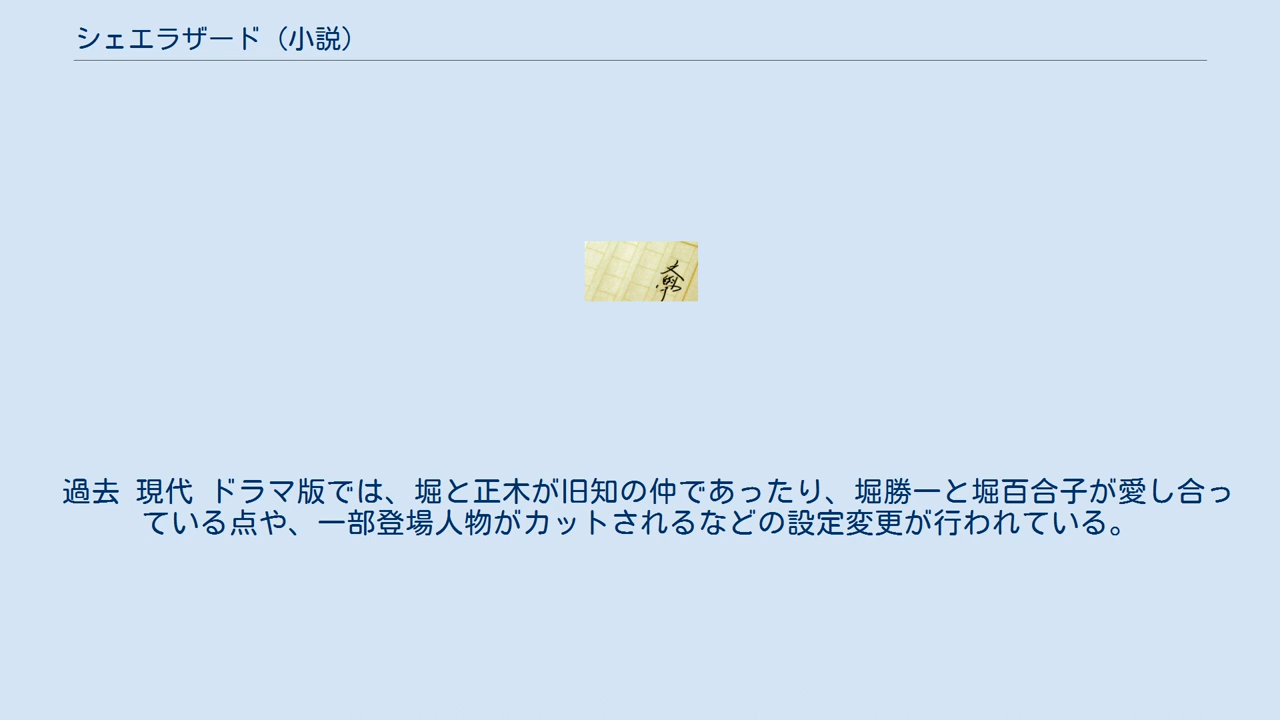 シェエラザード（小説）
過去 現代 ドラマ版では、堀と正木が旧知の仲であったり、堀勝一と堀百合子が愛し合っ
ている点や、一部登場人物がカットされるなどの設定変更が行われている。